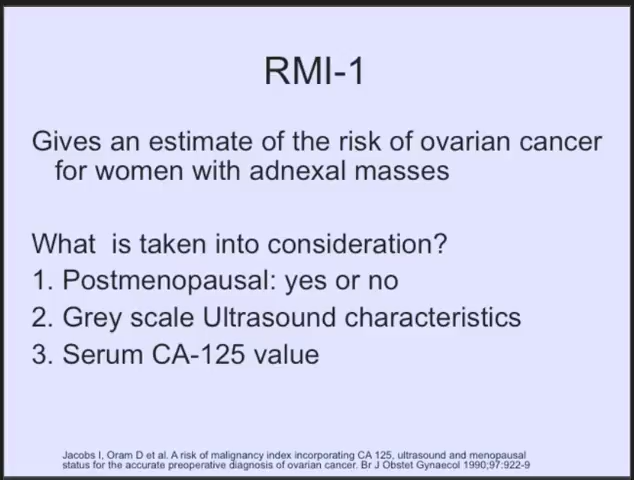 RMI-1
Gives an estimate of the risk of ovarian cancer
for women with adnexal masses
What is taken into consideration?
1. Postmenopausal: yes or no
2. Grey scale Ultrasound characteristics
3. Serum CA-125 value
Jacobs I, Oram D et al. A risk of malignancy index incorporating CA 125, ultrasound and menopausal
status for the accurate preoperative diagnosis of ovarian cancer. Br J Obstet Gynaecol 1990;97:922-9